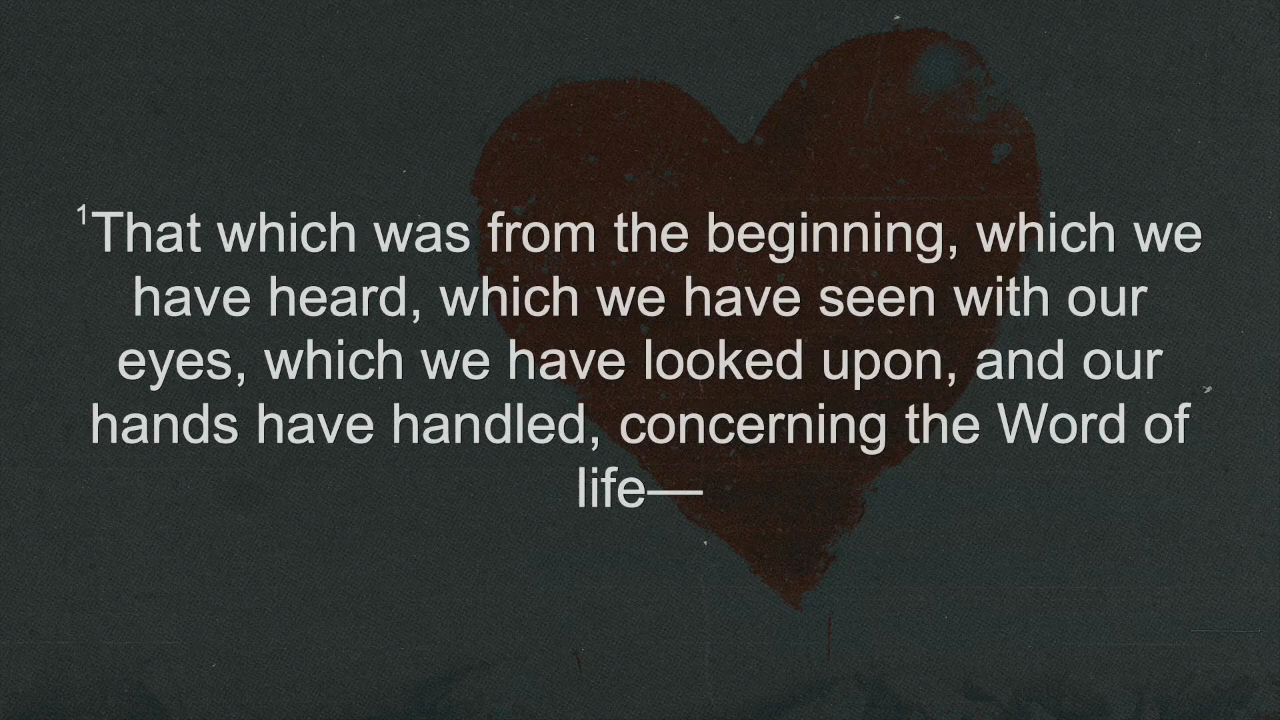 ¹That which was from the beginning, which we
have heard, which we have seen with our
eyes, which we have looked upon, and our
hands have handled, concerning the Word of
life—